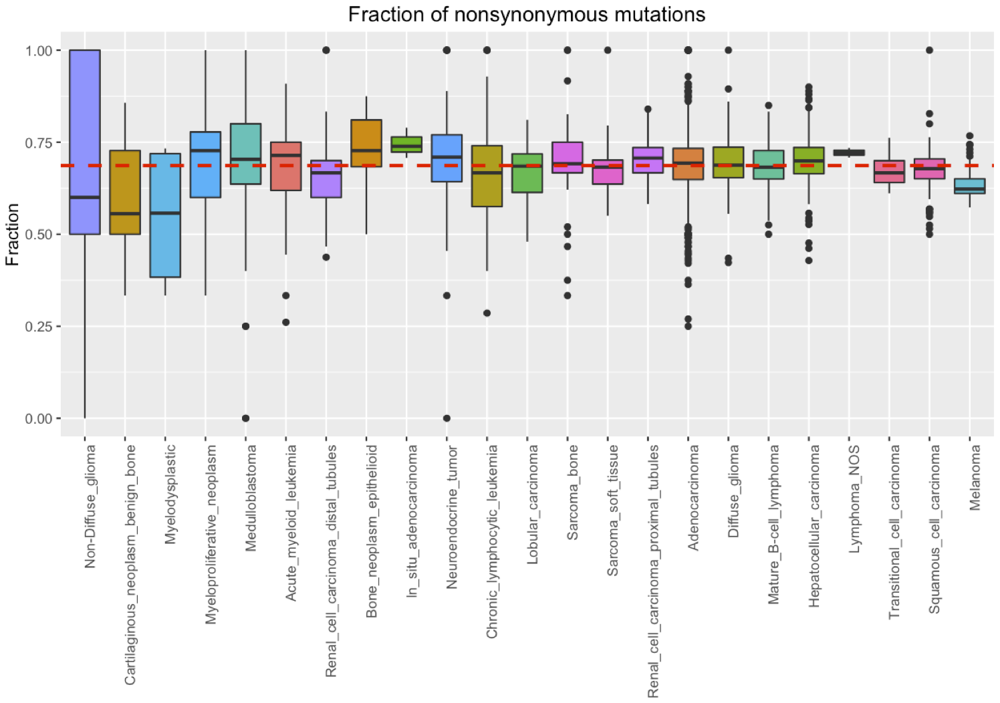 Fraction of nonsynonymous mutations
1.00
0.75
0.50
0.25
0.00
Fraction
Non-Diffuse_glioma
Cartilaginous_neoplasm_benign_bone
Myelodysplastic
Myeloproliferative_neoplasm
Medulloblastoma
Acute_myeloid_leukemia
Renal_cell_carcinoma_distal_tubules
Bone_neoplasm_epithelioid
In_situ_adenocarcinoma
Neuroendocrine_tumor
Chronic_lymphocytic_leukemia
Lobular_carcinoma
Sarcoma_bone
Sarcoma_soft_tissue
Renal_cell_carcinoma_proximal_tubules
Adenocarcinoma
Diffuse_glioma
Mature_B-cell_lymphoma
Hepatocellular_carcinoma
Lymphoma_NOS
Transitional_cell_carcinoma
Squamous_cell_carcinoma
Melanoma